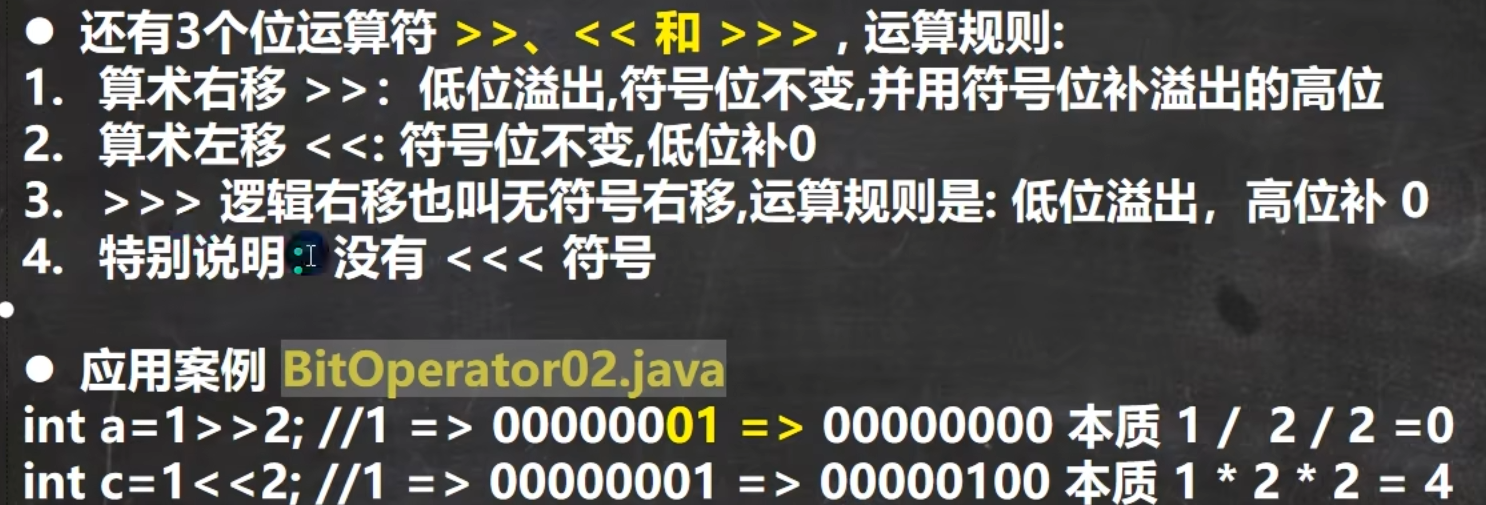 ● 还有3个位运算符 >>、<< 和 >>> , 运算规则:
1. 算术右移 >>：低位溢出,符号位不变,并用符号位补溢出的高位
2. 算术左移 <<: 符号位不变,低位补0
3. >>> 逻辑右移也叫无符号右移,运算规则是: 低位溢出，高位补 0
4. 特别说明：没有 <<< 符号
●
● 应用案例 BitOperator02.java
int a=1>>2; //1 => 00000001 => 00000000 本质 1 / 2 / 2 =0
int c=1<<2; //1 => 00000001 => 00000100 本质 1 * 2 * 2 = 4